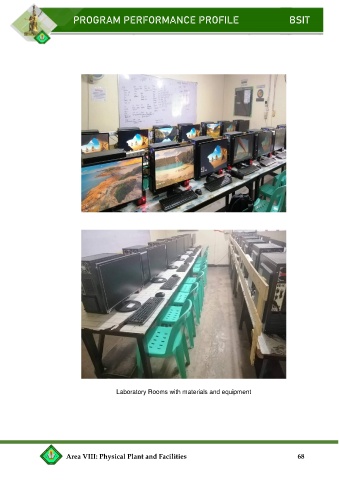 PROGRAM PERFORMANCE PROFILE BSIT
Laboratory Rooms with materials and equipment
Area VIII: Physical Plant and Facilities 68